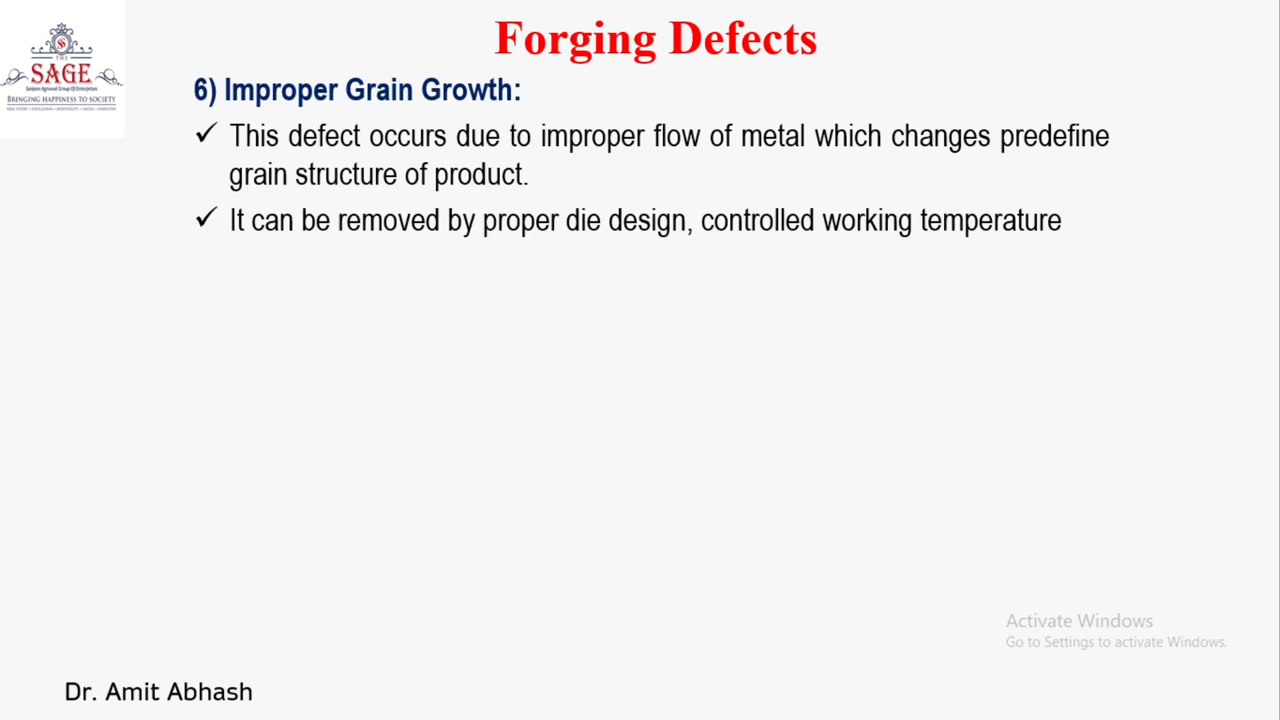 Forging Defects
THE
SAGE
Sanjeev Agrawal Group Of Enterprises
BRINGING HAPPINESS TO SOCIETY
6) Improper Grain Growth:
✓ This defect occurs due to improper flow of metal which changes predefine
grain structure of product.
✓ It can be removed by proper die design, controlled working temperature
Activate Windows
Go to Settings to activate Windows.
Dr. Amit Abhash